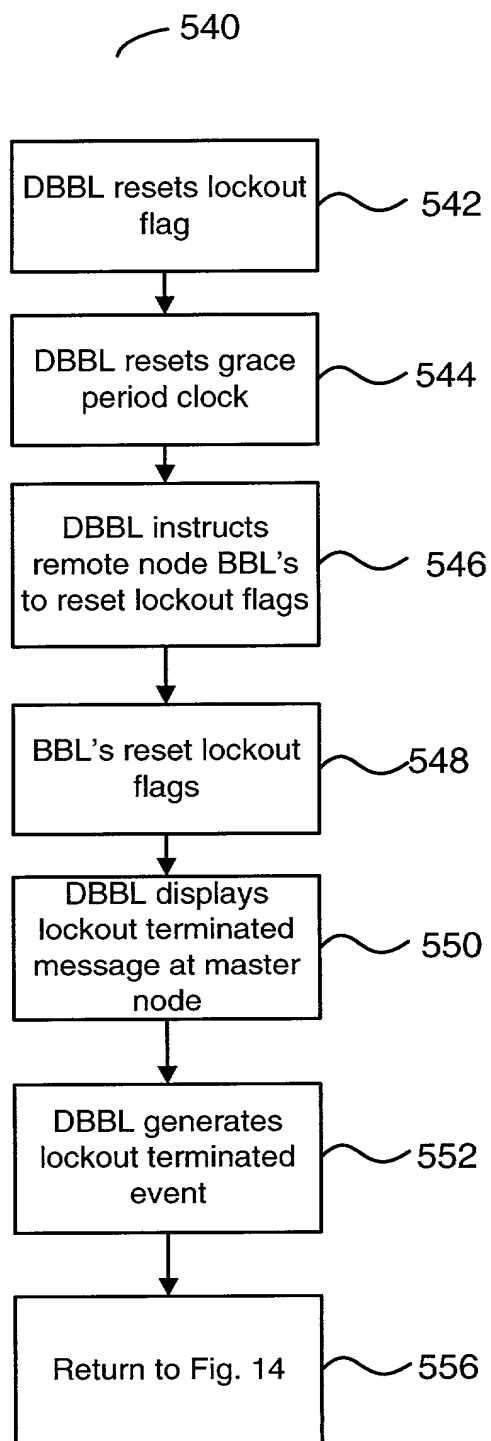 540
DBBL resets lockout
flag
542
DBBL resets grace
period clock
544
DBBL instructs
remote node BBL's
to reset lockout flags
546
BBL's reset lockout
flags
548
DBBL displays
lockout terminated
message at master
node
550
DBBL generates
lockout terminated
event
552
Return to Fig. 14
556